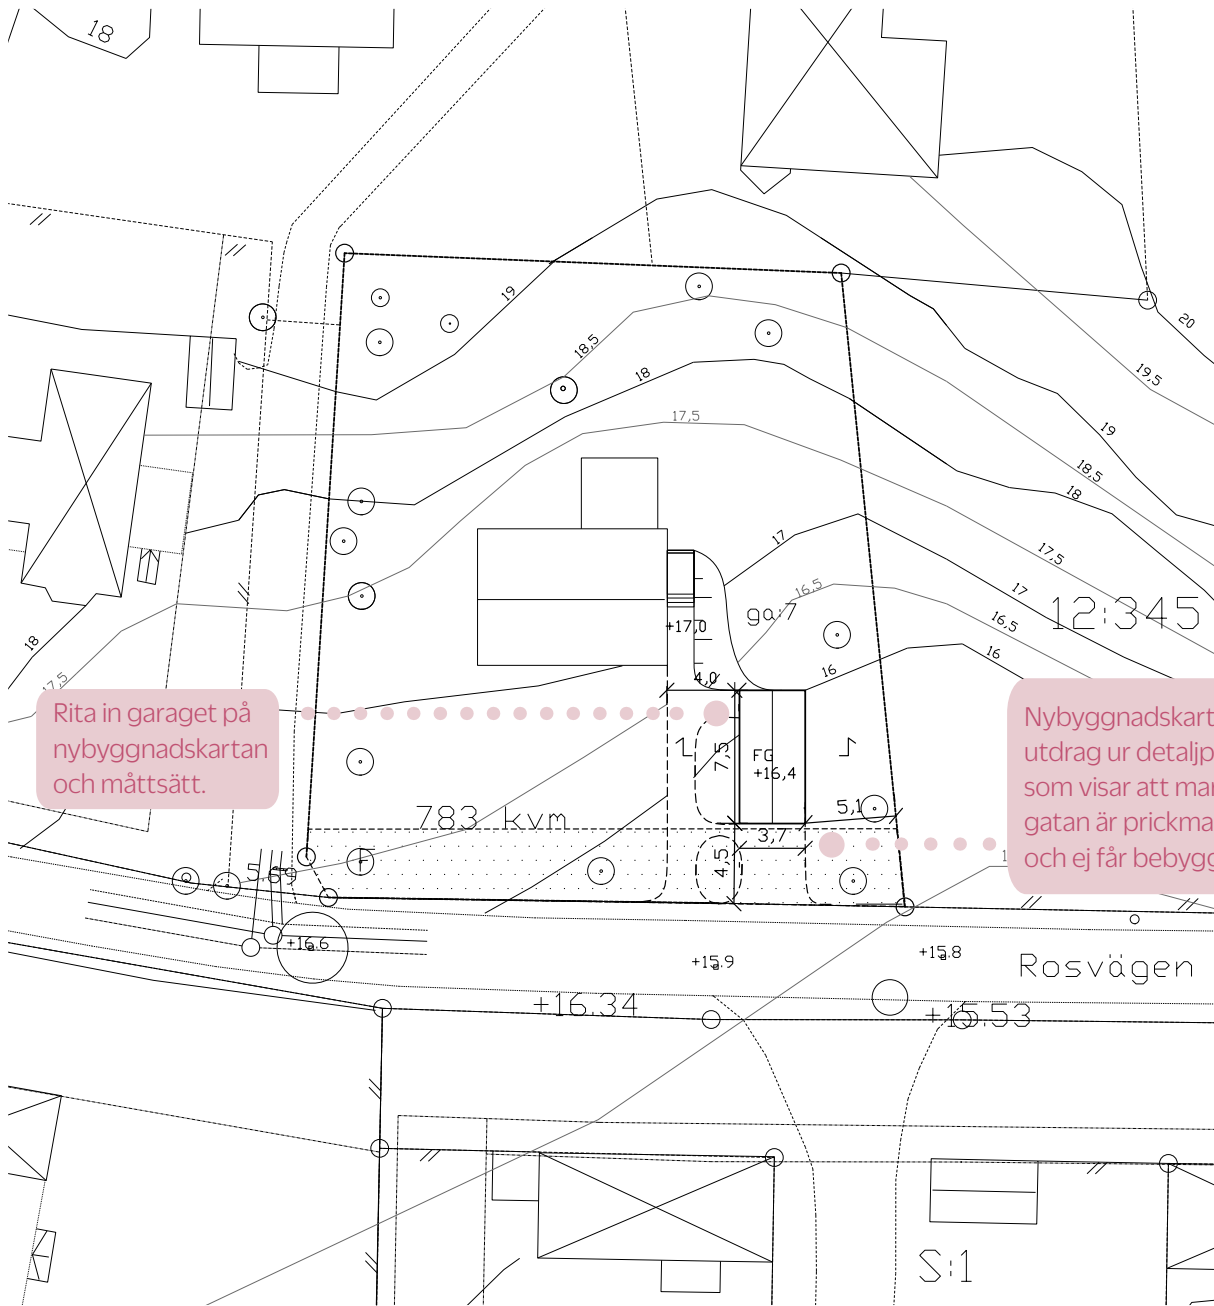 18
19
18,5
18
17,5
20
19,5
19
18,5
18
17,5
17
16,5
16
17
16,5
ga:7
12:345
+17,0
16
18
17,5
4,0
Rita in garaget på
nybyggnadskartan
och måttsätt.
7,5
FG
+16,4
5,1
3,7
4,5
783 kvm
Nybyggnadskart
utdrag ur detaljp
som visar att mar
gatan är prickma
och ej får bebygg
+16.6
+15.9
+15.8
Rosvägen
+16.34
+15.53
S:1